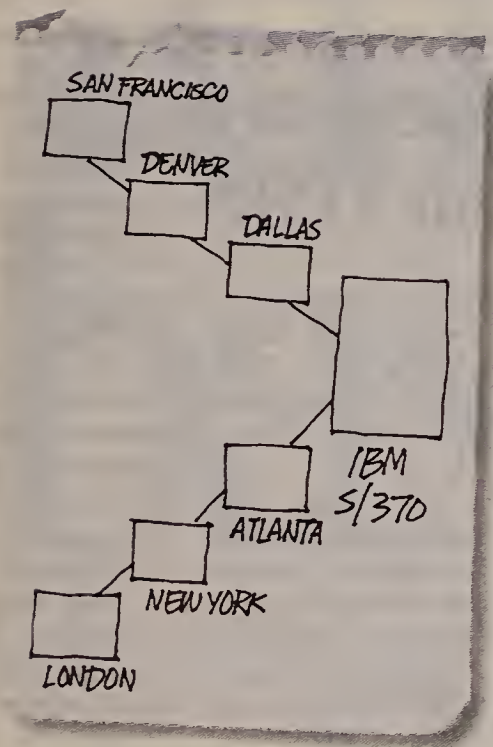 SAN FRANCISCO
DENVER
DALLAS
IBM
S/370
ATLANTA
NEW YORK
LONDON